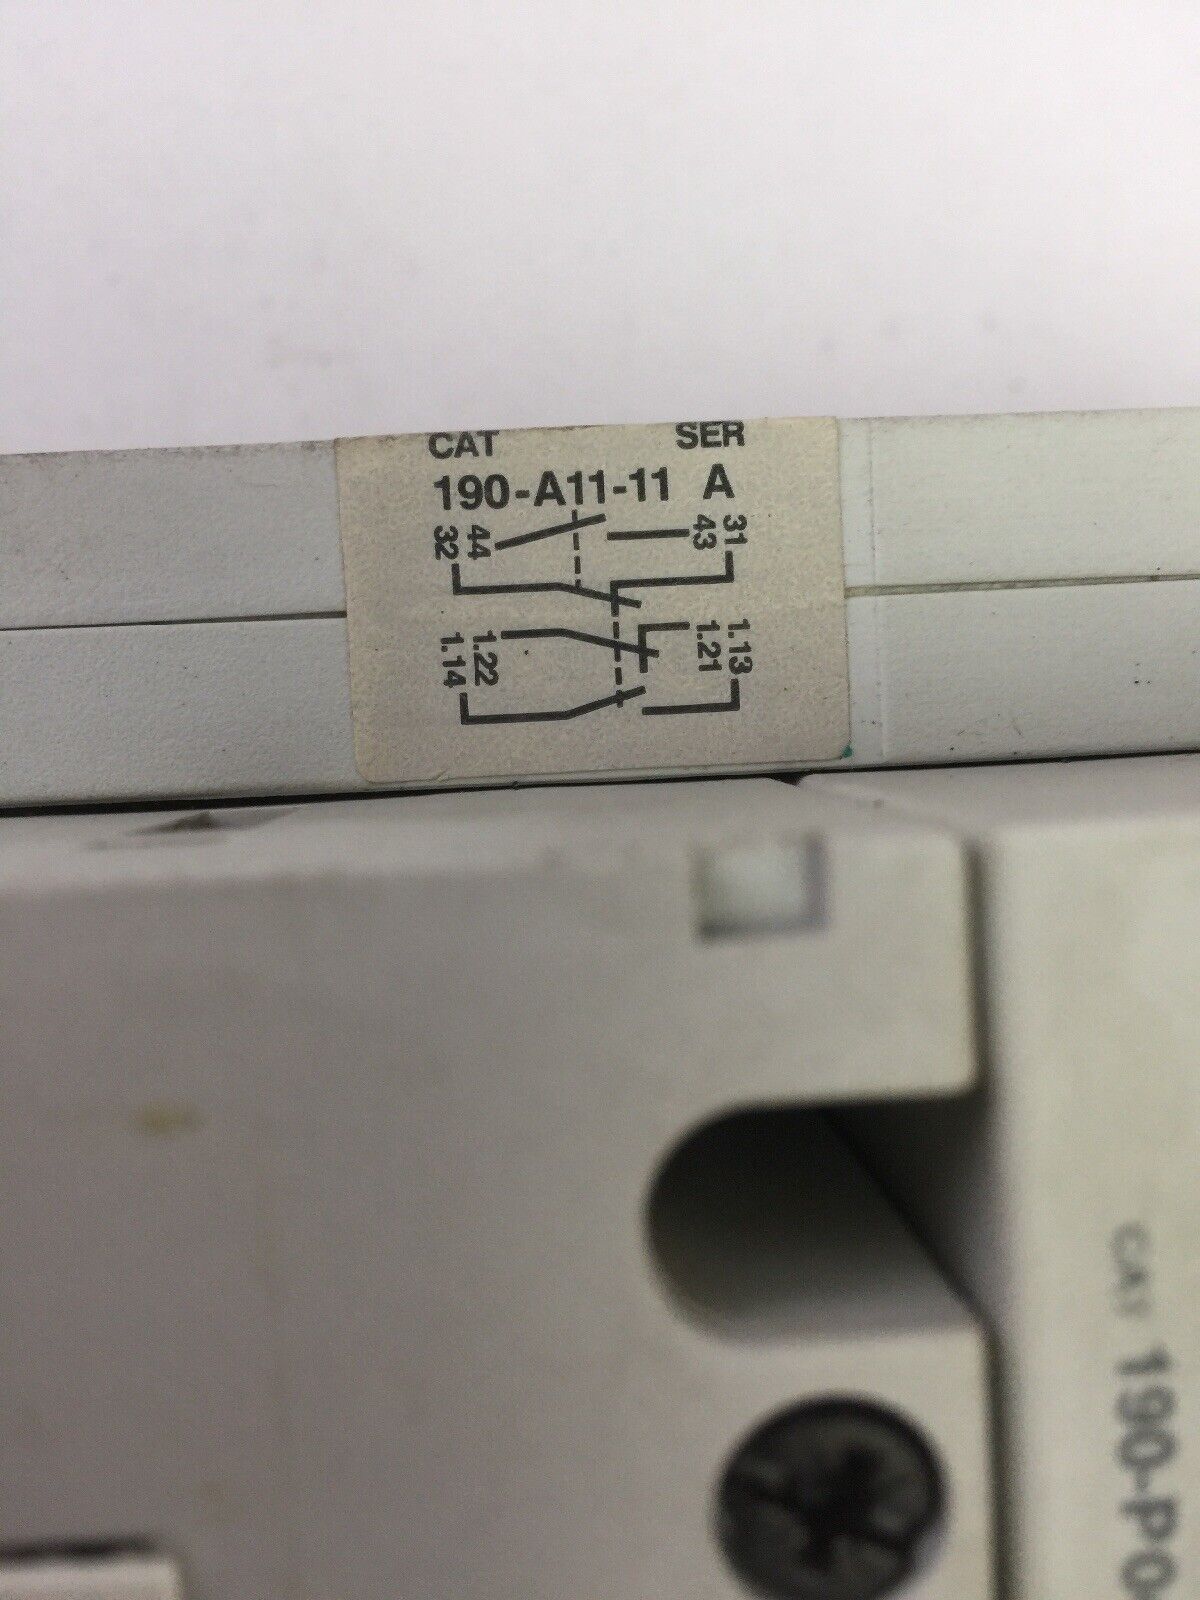 CAT SER
190-A11-11 A
32 44 43 31
1.14 1.22 1.21 1.13
CAT 190-P0-